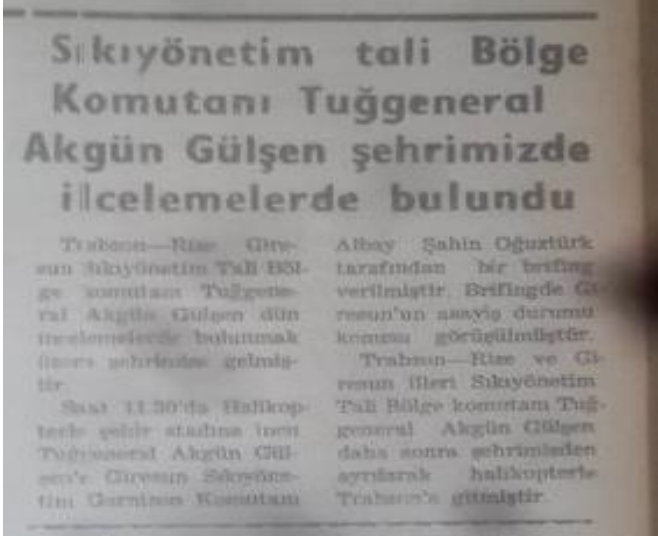 Sıkıyönetim tali Bölge
Komutanı Tuğgeneral
Akgün Gülşen şehrimizde
ilcelemelerde bulundu
Trabzon—Rize Gire-
sun Sıkıyönetim Tali Böl-
ge komutanı Tuğgene-
ral Akgün Gülşen dün
incelemelerde bulunmak
üzere şehrimize gelmiş-
tir.
Saat 11.30'da Halikop-
terle şehir stadına inen
Tuğgeneral Akgün Gül-
şen'e Giresun Sıkıyöne-
tim Garnizon Komutanı
Albay Şahin Oğuztürk
tarafından bir brifing
verilmiştir. Brifingde Gi-
resun'un asayiş durumu
konusu görüşülmüştür.
Trabzon—Rize ve Gi-
resun illeri Sıkıyönetim
Tali Bölge komutanı Tuğ-
general Akgün Gülşen
daha sonra şehrimizden
ayrılarak halikopterle
Trabzon'a gitmiştir.